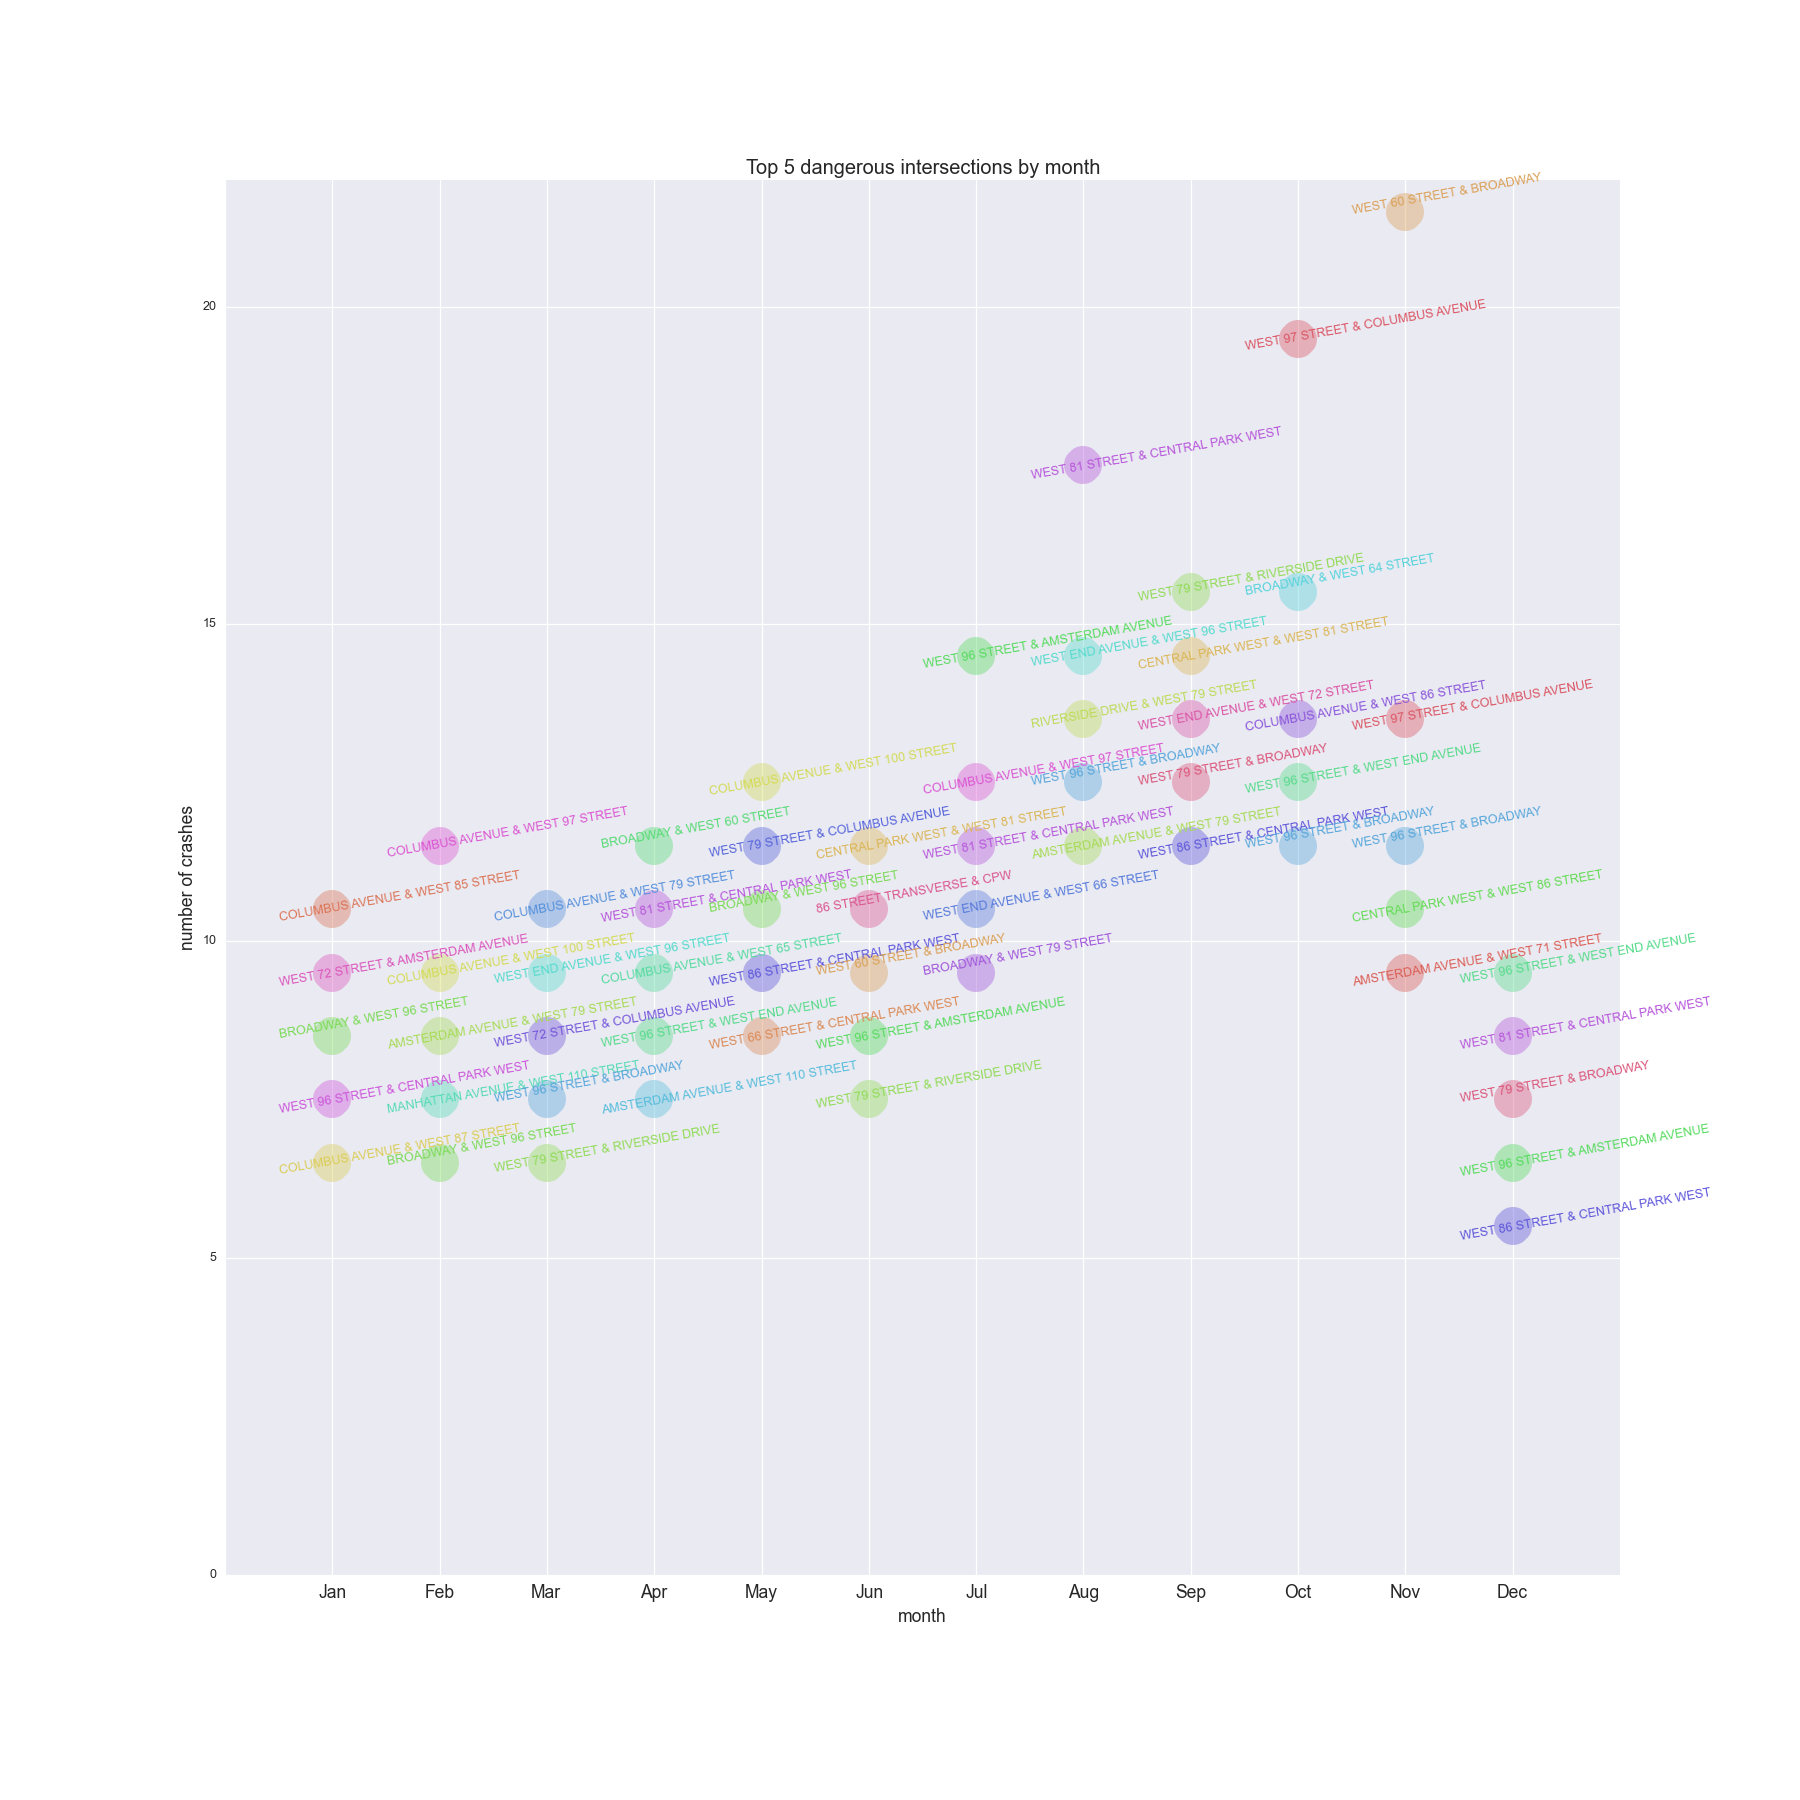 Top 5 dangerous intersections by month
WEST 60 STREET & BROADWAY
20
WEST 97 STREET & COLUMBUS AVENUE
WEST 81 STREET & CENTRAL PARK WEST
WEST 79 STREET & RIVERSIDE DRIVE
BROADWAY & WEST 64 STREET
15
WEST 96 STREET & AMSTERDAM AVENUE
WEST END AVENUE & WEST 96 STREET
CENTRAL PARK WEST & WEST 81 STREET
RIVERSIDE DRIVE & WEST 79 STREET
WEST END AVENUE & WEST 72 STREET
COLUMBUS AVENUE & WEST 86 STREET
WEST 97 STREET & COLUMBUS AVENUE
COLUMBUS AVENUE & WEST 100 STREET
COLUMBUS AVENUE & WEST 97 STREET
WEST 96 STREET & BROADWAY
WEST 79 STREET & BROADWAY
WEST 96 STREET & WEST END AVENUE
COLUMBUS AVENUE & WEST 97 STREET
BROADWAY & WEST 60 STREET
WEST 79 STREET & COLUMBUS AVENUE
CENTRAL PARK WEST & WEST 81 STREET
WEST 81 STREET & CENTRAL PARK WEST
AMSTERDAM AVENUE & WEST 79 STREET
WEST 86 STREET & CENTRAL PARK WEST
WEST 96 STREET & BROADWAY
WEST 96 STREET & BROADWAY
COLUMBUS AVENUE & WEST 85 STREET
COLUMBUS AVENUE & WEST 79 STREET
WEST 81 STREET & CENTRAL PARK WEST
BROADWAY & WEST 96 STREET
86 STREET TRANSVERSE & CPW
WEST END AVENUE & WEST 66 STREET
CENTRAL PARK WEST & WEST 86 STREET
number of crashes
10
WEST 72 STREET & AMSTERDAM AVENUE
COLUMBUS AVENUE & WEST 100 STREET
WEST END AVENUE & WEST 96 STREET
COLUMBUS AVENUE & WEST 65 STREET
WEST 86 STREET & CENTRAL PARK WEST
WEST 60 STREET & BROADWAY
BROADWAY & WEST 79 STREET
AMSTERDAM AVENUE & WEST 71 STREET
WEST 96 STREET & WEST END AVENUE
BROADWAY & WEST 96 STREET
AMSTERDAM AVENUE & WEST 79 STREET
WEST 72 STREET & COLUMBUS AVENUE
WEST 96 STREET & WEST END AVENUE
WEST 66 STREET & CENTRAL PARK WEST
WEST 96 STREET & AMSTERDAM AVENUE
WEST 81 STREET & CENTRAL PARK WEST
WEST 96 STREET & CENTRAL PARK WEST
MANHATTAN AVENUE & WEST 110 STREET
WEST 96 STREET & BROADWAY
AMSTERDAM AVENUE & WEST 110 STREET
WEST 79 STREET & RIVERSIDE DRIVE
WEST 79 STREET & BROADWAY
COLUMBUS AVENUE & WEST 87 STREET
BROADWAY & WEST 96 STREET
WEST 79 STREET & RIVERSIDE DRIVE
WEST 96 STREET & AMSTERDAM AVENUE
WEST 86 STREET & CENTRAL PARK WEST
5
0
Jan Feb Mar Apr May Jun Jul Aug Sep Oct Nov Dec
month